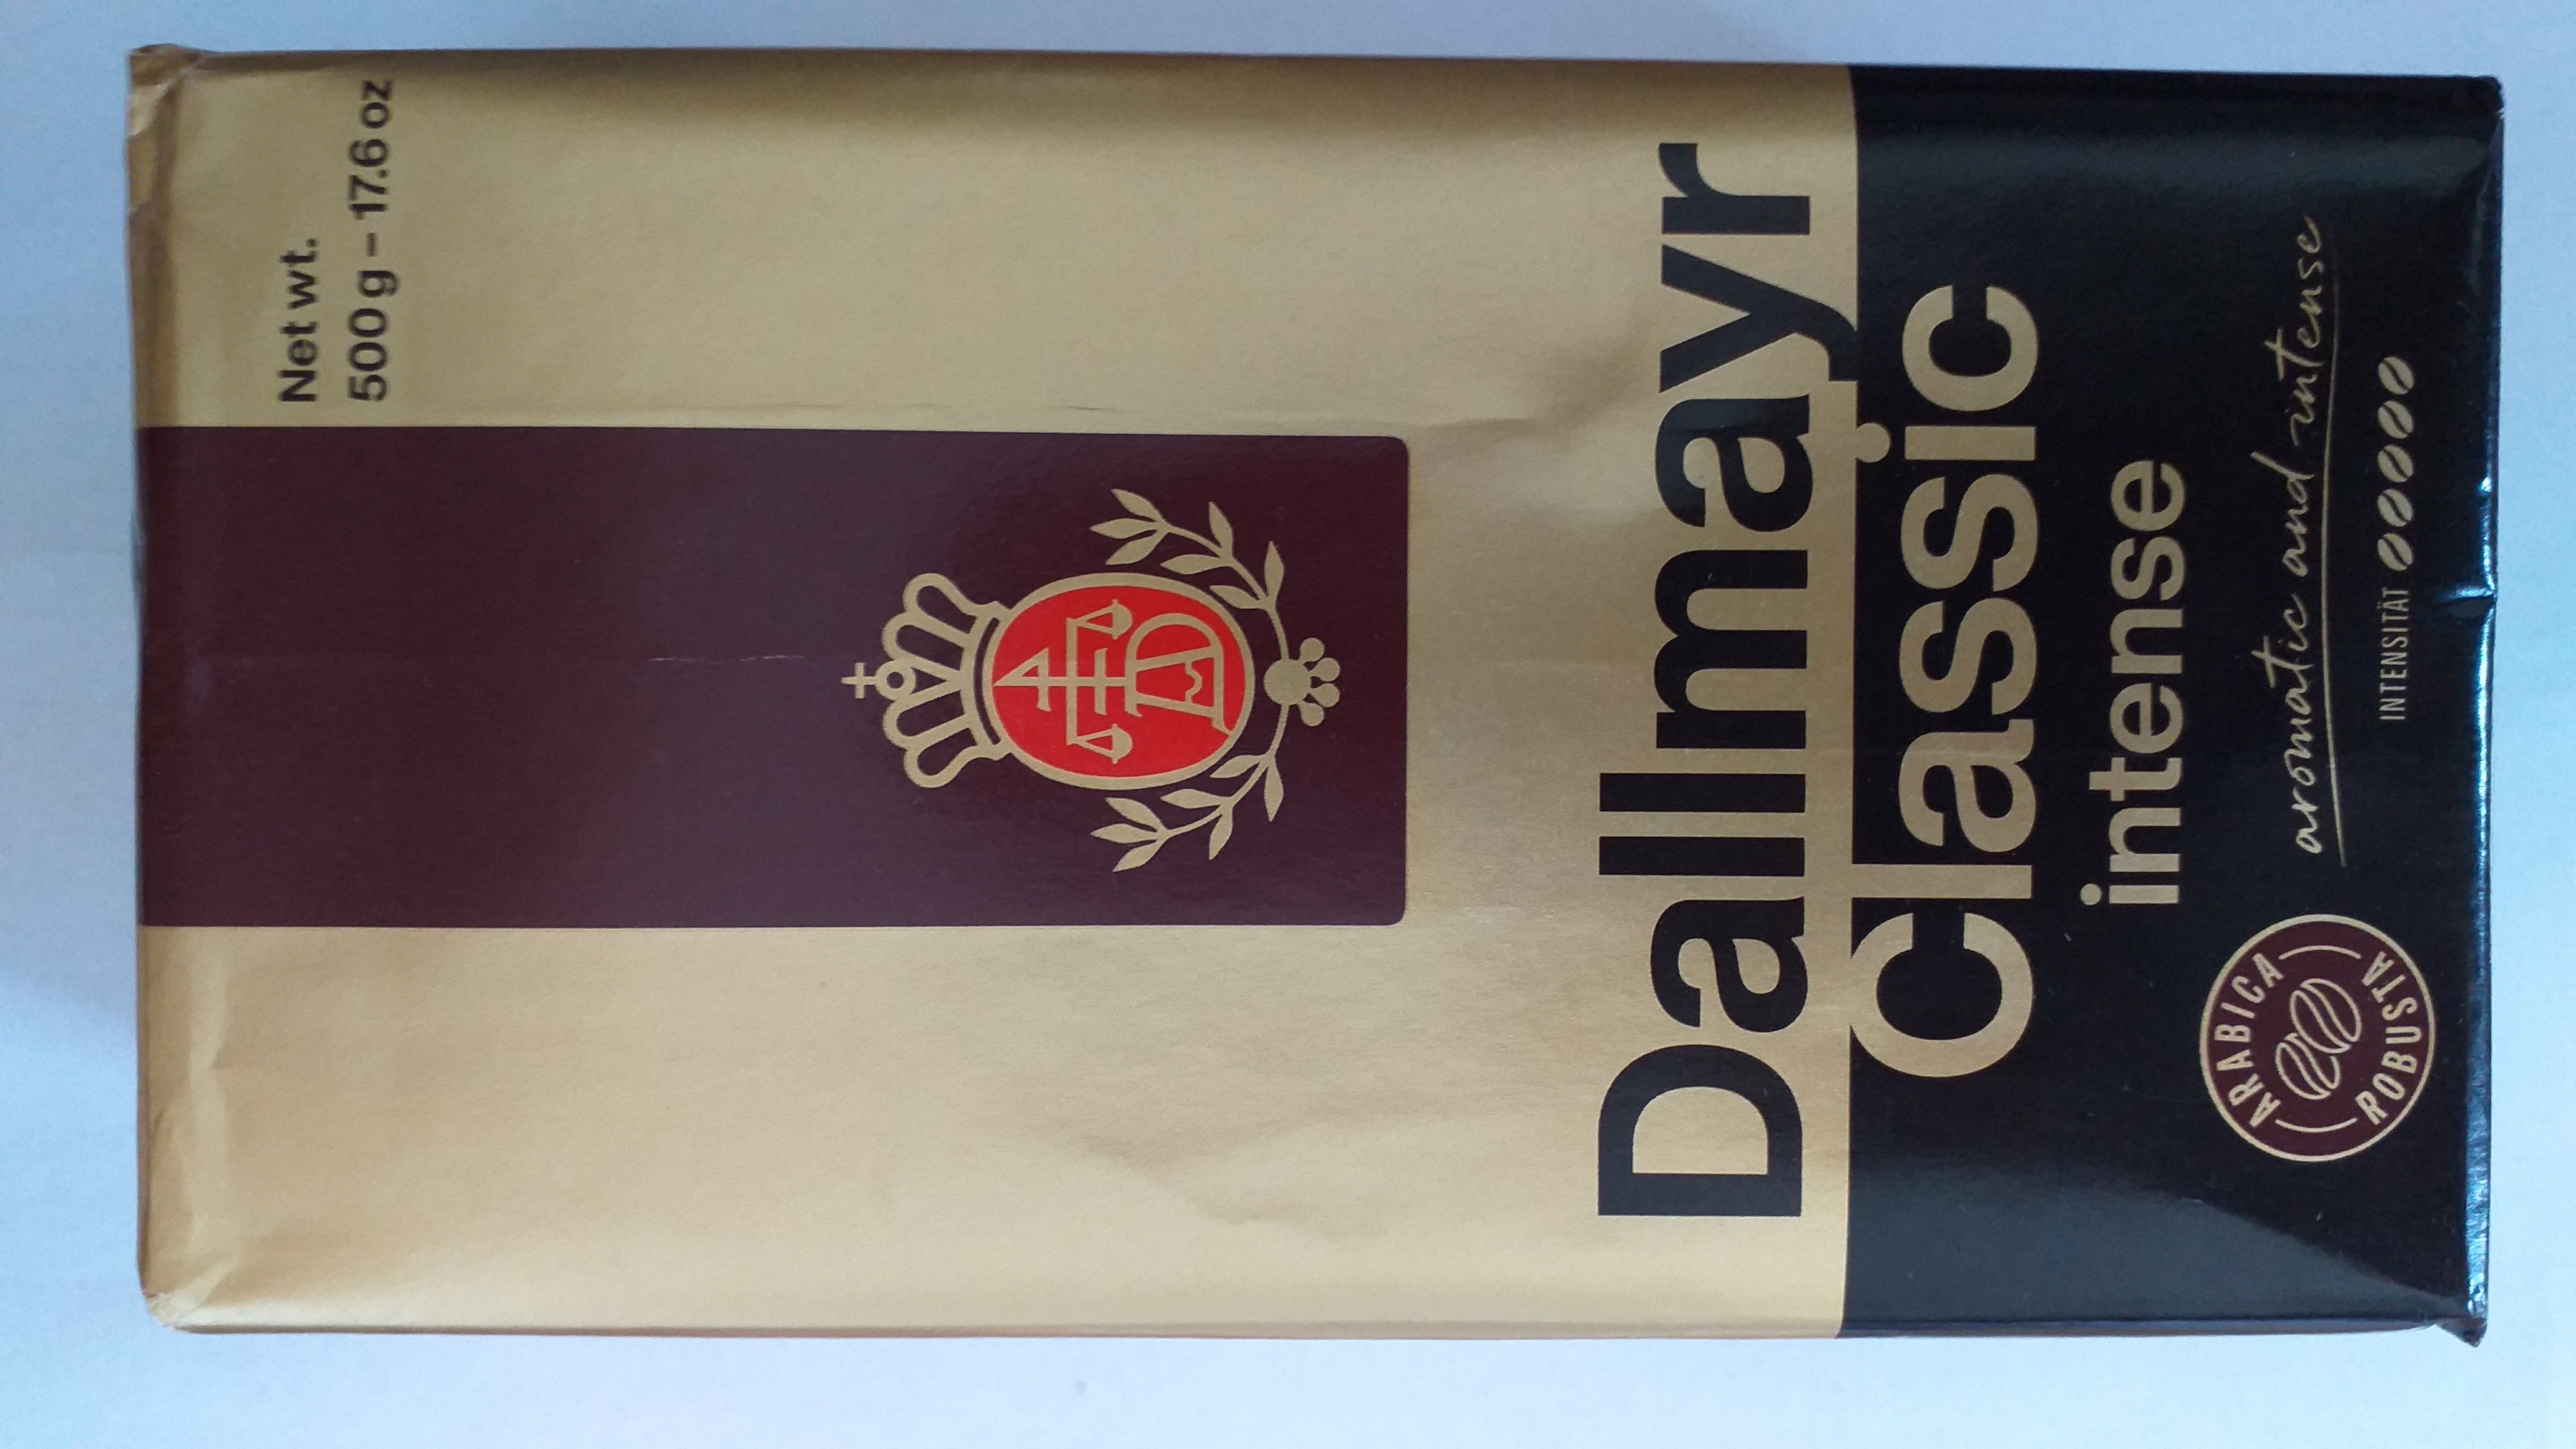 Net wt.
500 g – 17.6 oz
Dallmayr
Classic
intense
aromatic and intense
INTENSITÄT
ARABICA
ROBUSTA